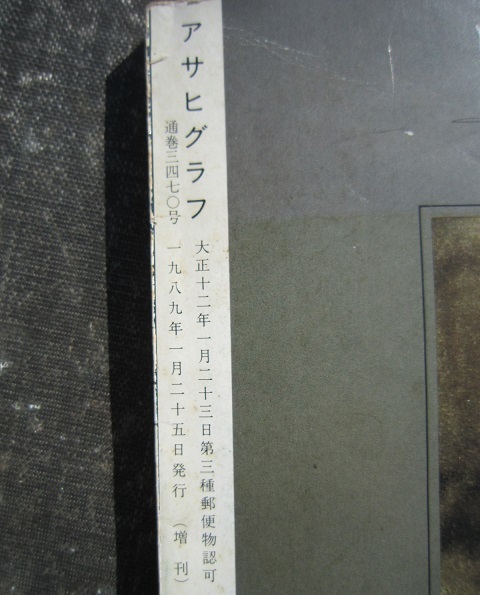 アサヒグラフ
大正十二年一月二十三日第三種郵便物認可
通巻三四七〇号
一九八九年一月二十五日発行 (増刊)